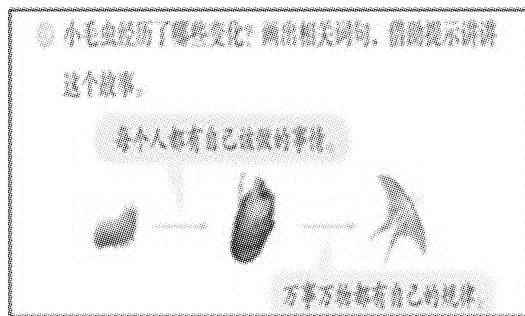 小毛虫经历了哪些变化？画出相关词句，借助提示讲讲
这个故事。
每个人都有自己该做的事情。
万事万物都有自己的规律。